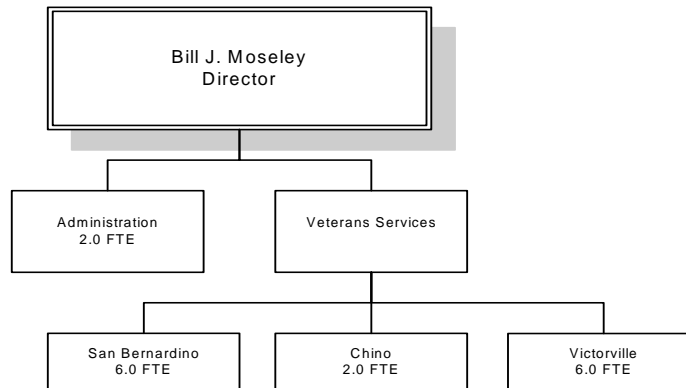 Bill J. Moseley
Director
Administration
2.0 FTE
Veterans Services
San Bernardino
6.0 FTE
Chino
2.0 FTE
Victorville
6.0 FTE